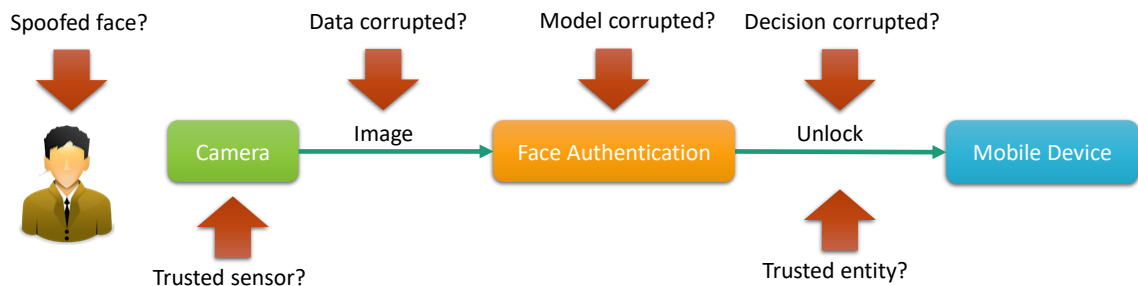 Spoofed face?
Data corrupted?
Model corrupted?
Decision corrupted?
Camera
Image
Face Authentication
Unlock
Mobile Device
Trusted sensor?
Trusted entity?